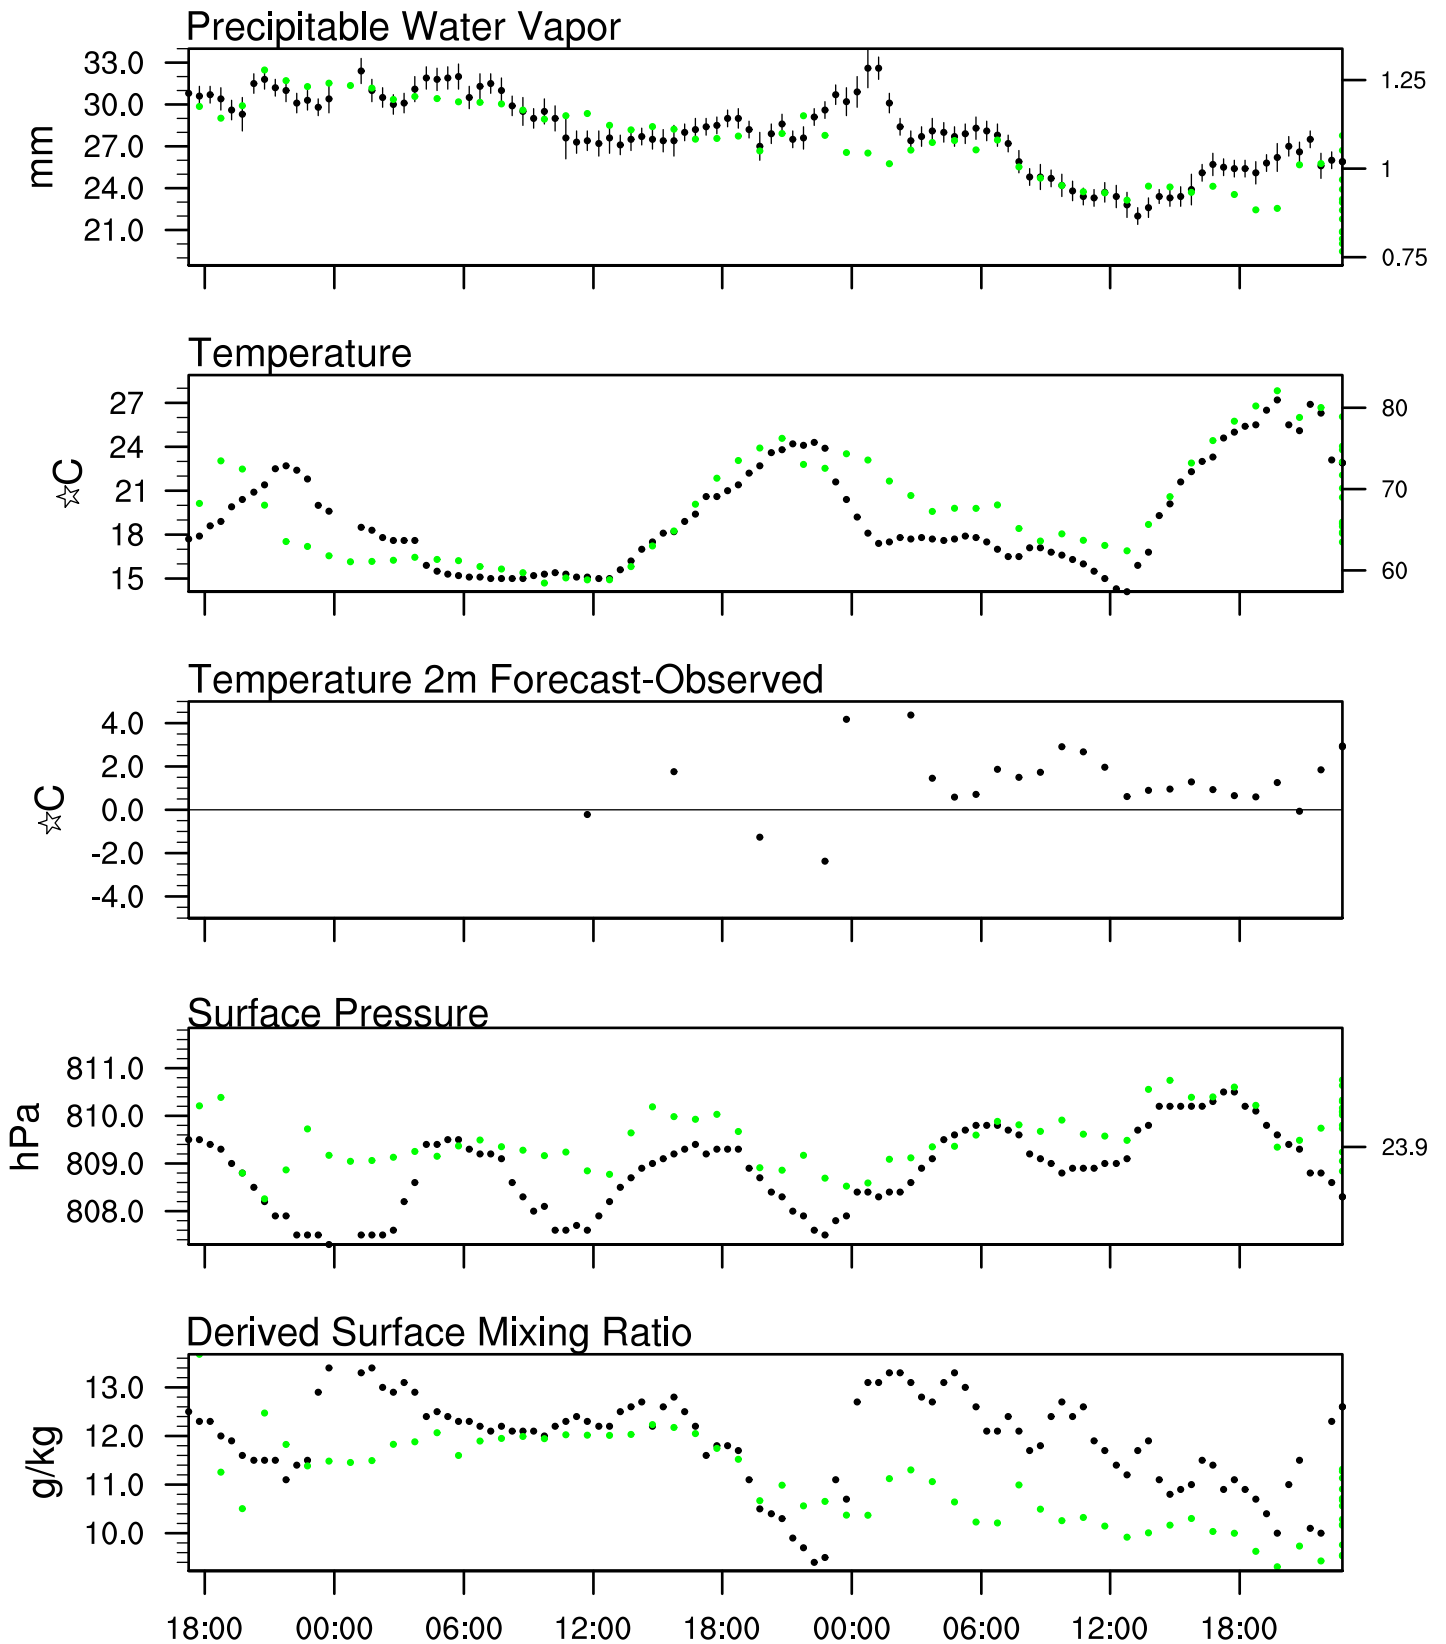 Precipitable Water Vapor
33.0
30.0
27.0
24.0
21.0
mm
1.25
1
0.75
Temperature
27
24
21
18
15
☆C
80
70
60
Temperature 2m Forecast-Observed
4.0
2.0
0.0
-2.0
-4.0
☆C
Surface Pressure
811.0
810.0
809.0
808.0
hPa
23.9
Derived Surface Mixing Ratio
13.0
12.0
11.0
10.0
g/kg
18:00 00:00 06:00 12:00 18:00 00:00 06:00 12:00 18:00